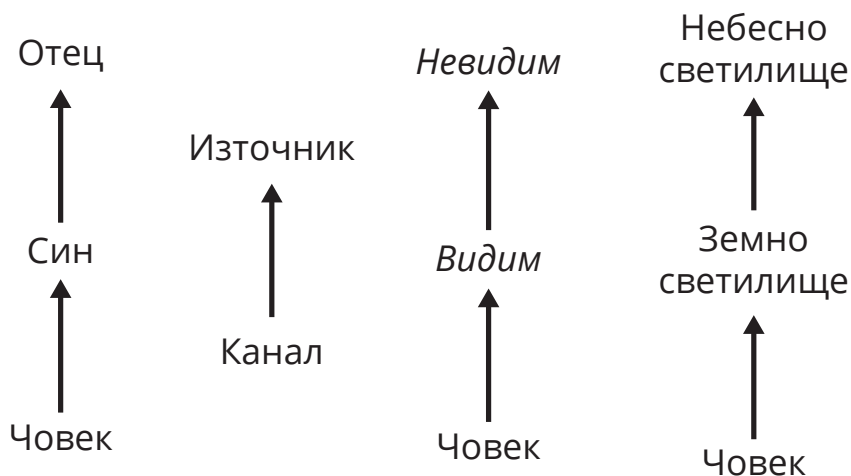 Отец
Син
Човек
Източник
Канал
Невидим
Видим
Човек
Небесно
светилище
Земно
светилище
Човек